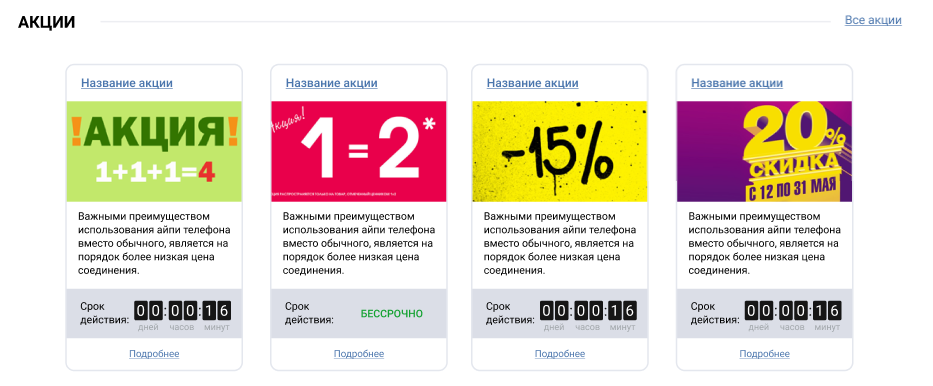 АКЦИИ
Все акции
Название акции
!АКЦИЯ!
1+1+1=4
Важными преимуществом
использования айпи телефона
вместо обычного, является на
порядок более низкая цена
соединения.
Срок
действия:
00:00:16
дней часов минут
Подробнее
Название акции
Акция!
1=2*
Важными преимуществом
использования айпи телефона
вместо обычного, является на
порядок более низкая цена
соединения.
Срок
действия:
БЕССРОЧНО
Подробнее
Название акции
-15%
Важными преимуществом
использования айпи телефона
вместо обычного, является на
порядок более низкая цена
соединения.
Срок
действия:
00:00:16
дней часов минут
Подробнее
Название акции
20%
СКИДКА
С 12 ПО 31 МАЯ
Важными преимуществом
использования айпи телефона
вместо обычного, является на
порядок более низкая цена
соединения.
Срок
действия:
00:00:16
дней часов минут
Подробнее